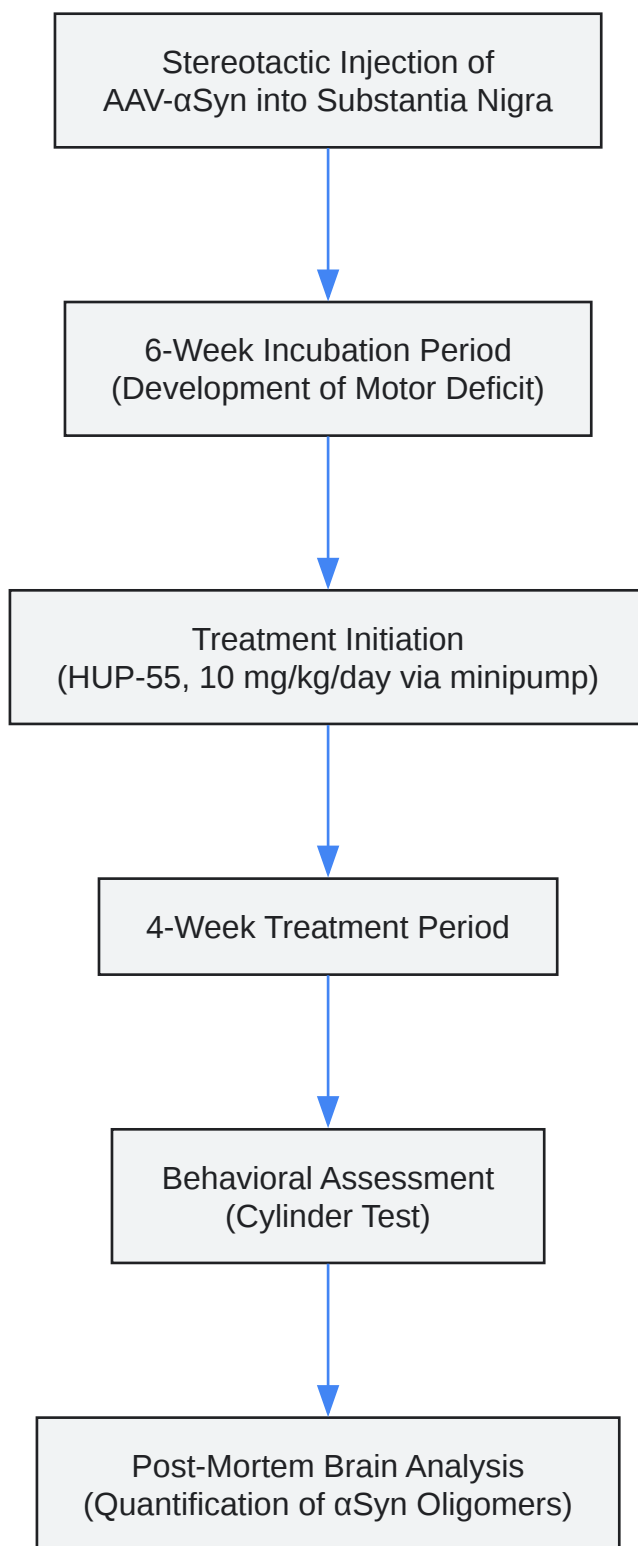 Stereotactic Injection of
AAV-αSyn into Substantia Nigra
6-Week Incubation Period
(Development of Motor Deficit)
Treatment Initiation
(HUP-55, 10 mg/kg/day via minipump)
4-Week Treatment Period
Behavioral Assessment
(Cylinder Test)
Post-Mortem Brain Analysis
(Quantification of αSyn Oligomers)